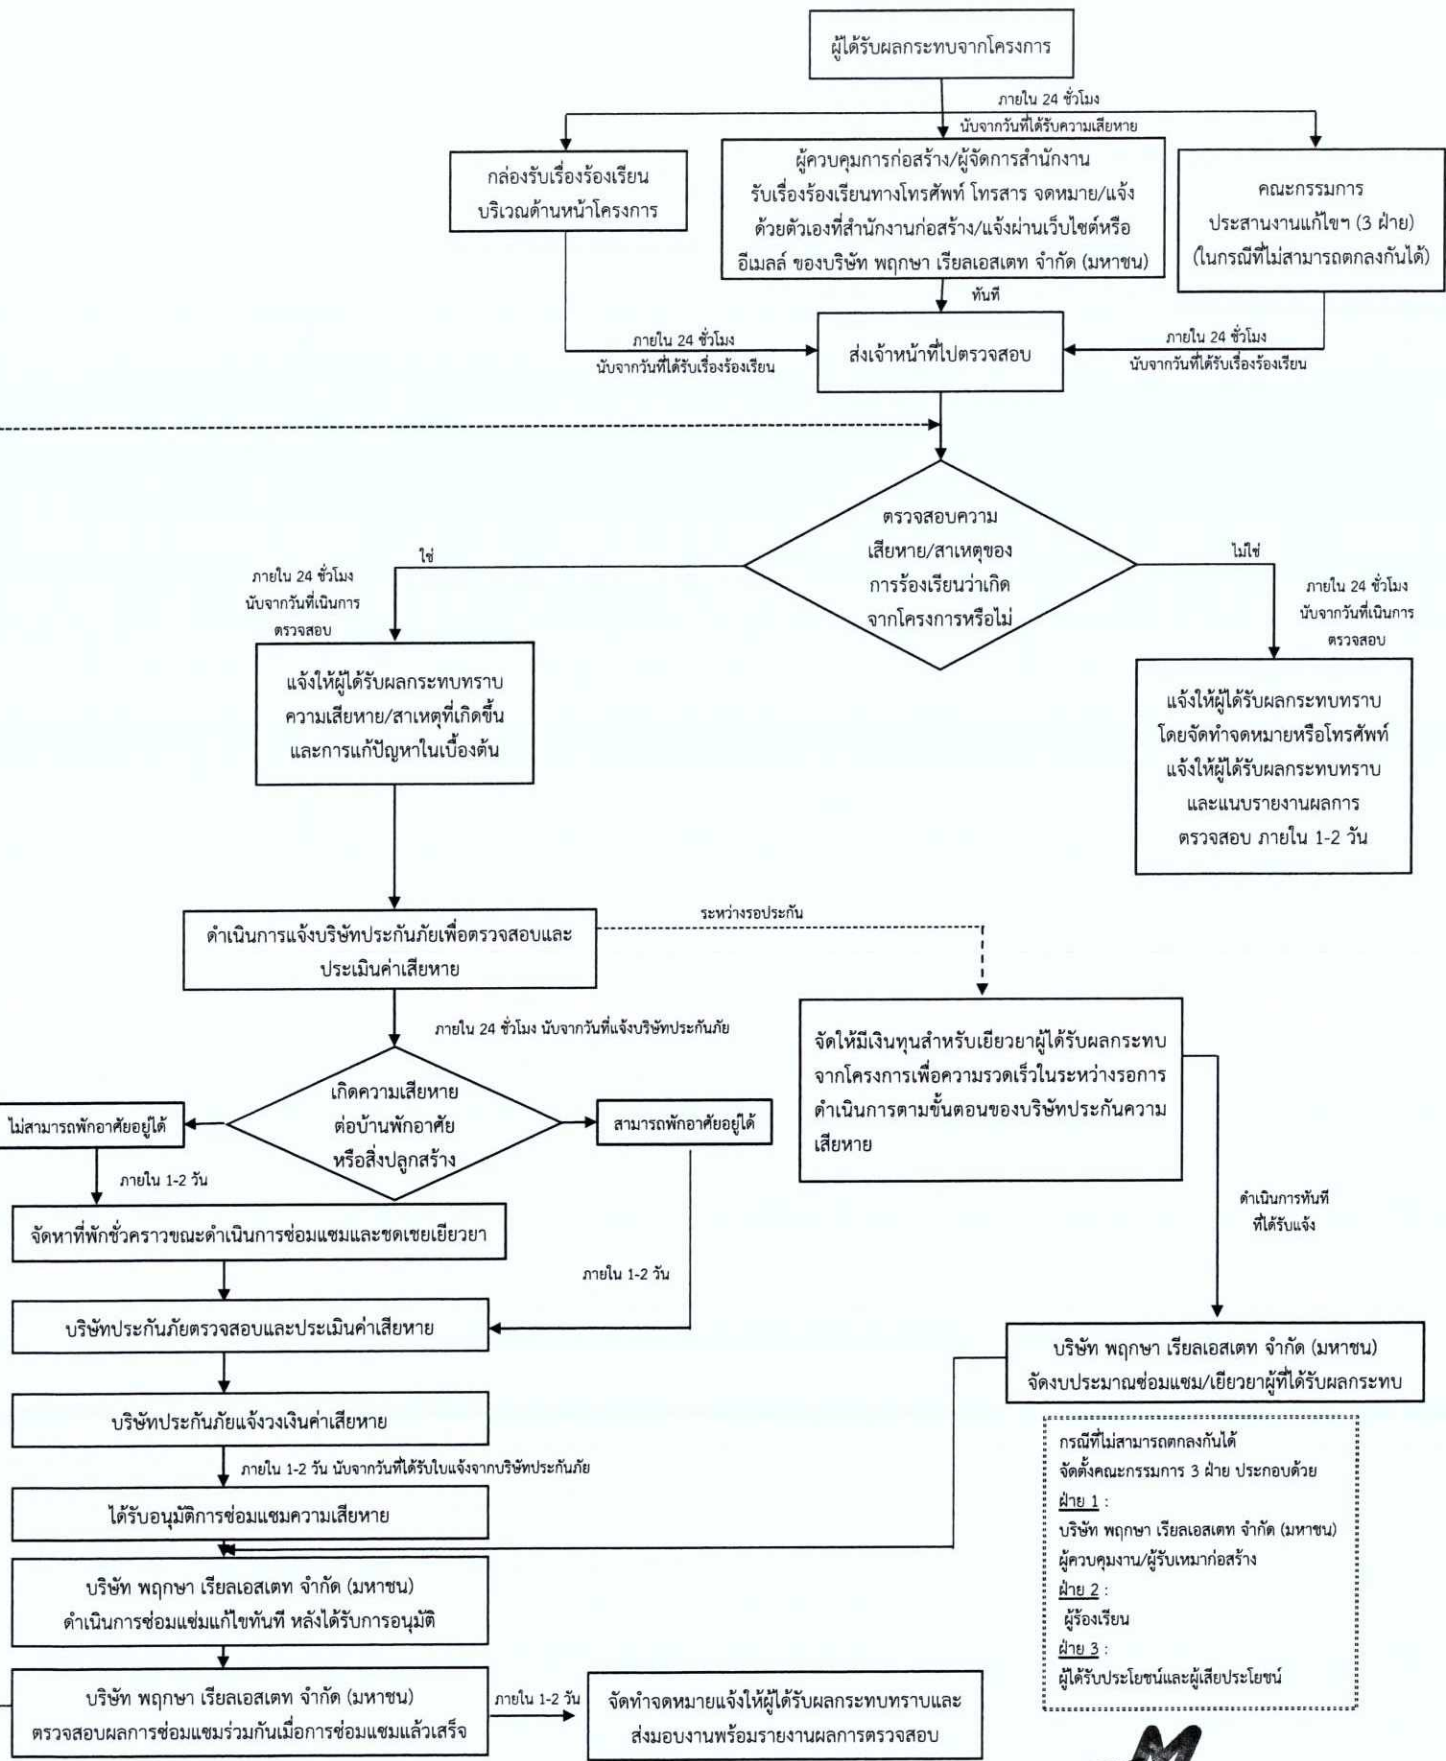 ผู้ได้รับผลกระทบจากโครงการ
ภายใน 24 ชั่วโมง
นับจากวันที่ได้รับความเสียหาย
กล่องรับเรื่องร้องเรียน
บริเวณด้านหน้าโครงการ
ผู้ควบคุมการก่อสร้าง/ผู้จัดการสำนักงาน
รับเรื่องร้องเรียนทางโทรศัพท์ โทรสาร จดหมาย/แจ้ง
ด้วยตัวเองที่สำนักงานก่อสร้าง/แจ้งผ่านเว็บไซต์หรือ
อีเมลล์ ของบริษัท พฤกษา เรียลเอสเตท จำกัด (มหาชน)
คณะกรรมการ
ประสานงานแก้ไขฯ (3 ฝ่าย)
(ในกรณีที่ไม่สามารถตกลงกันได้)
ทันที
ภายใน 24 ชั่วโมง
นับจากวันที่ได้รับเรื่องร้องเรียน
ส่งเจ้าหน้าที่ไปตรวจสอบ
ภายใน 24 ชั่วโมง
นับจากวันที่ได้รับเรื่องร้องเรียน
ตรวจสอบความ
เสียหาย/สาเหตุของ
การร้องเรียนว่าเกิด
จากโครงการหรือไม่
ใช่
ภายใน 24 ชั่วโมง
นับจากวันที่เนินการ
ตรวจสอบ
ไม่ใช่
ภายใน 24 ชั่วโมง
นับจากวันที่เนินการ
ตรวจสอบ
แจ้งให้ผู้ได้รับผลกระทบทราบ
ความเสียหาย/สาเหตุที่เกิดขึ้น
และการแก้ปัญหาในเบื้องต้น
แจ้งให้ผู้ได้รับผลกระทบทราบ
โดยจัดทำจดหมายหรือโทรศัพท์
แจ้งให้ผู้ได้รับผลกระทบทราบ
และแนบรายงานผลการ
ตรวจสอบ ภายใน 1-2 วัน
ดำเนินการแจ้งบริษัทประกันภัยเพื่อตรวจสอบและ
ประเมินค่าเสียหาย
ระหว่างรอประกัน
ภายใน 24 ชั่วโมง นับจากวันที่แจ้งบริษัทประกันภัย
จัดให้มีเงินทุนสำหรับเยียวยาผู้ได้รับผลกระทบ
จากโครงการเพื่อความรวดเร็วในระหว่างรอการ
ดำเนินการตามขั้นตอนของบริษัทประกันความ
เสียหาย
เกิดความเสียหาย
ต่อบ้านพักอาศัย
หรือสิ่งปลูกสร้าง
ไม่สามารถพักอาศัยอยู่ได้
สามารถพักอาศัยอยู่ได้
ภายใน 1-2 วัน
ดำเนินการทันที
ที่ได้รับแจ้ง
จัดหาที่พักชั่วคราวขณะดำเนินการซ่อมแซมและชดเชยเยียวยา
ภายใน 1-2 วัน
บริษัทประกันภัยตรวจสอบและประเมินค่าเสียหาย
บริษัท พฤกษา เรียลเอสเตท จำกัด (มหาชน)
จัดงบประมาณซ่อมแซม/เยียวยาผู้ที่ได้รับผลกระทบ
บริษัทประกันภัยแจ้งวงเงินค่าเสียหาย
ภายใน 1-2 วัน นับจากวันที่ได้รับใบแจ้งจากบริษัทประกันภัย
ได้รับอนุมัติการซ่อมแซมความเสียหาย
บริษัท พฤกษา เรียลเอสเตท จำกัด (มหาชน)
ดำเนินการซ่อมแซ่มแก้ไขทันที หลังได้รับการอนุมัติ
บริษัท พฤกษา เรียลเอสเตท จำกัด (มหาชน)
ตรวจสอบผลการซ่อมแซมร่วมกันเมื่อการซ่อมแซมแล้วเสร็จ
ภายใน 1-2 วัน
จัดทำจดหมายแจ้งให้ผู้ได้รับผลกระทบทราบและ
ส่งมอบงานพร้อมรายงานผลการตรวจสอบ
กรณีที่ไม่สามารถตกลงกันได้
จัดตั้งคณะกรรมการ 3 ฝ่าย ประกอบด้วย
ฝ่าย 1 :
บริษัท พฤกษา เรียลเอสเตท จำกัด (มหาชน)
ผู้ควบคุมงาน/ผู้รับเหมาก่อสร้าง
ฝ่าย 2 :
ผู้ร้องเรียน
ฝ่าย 3 :
ผู้ได้รับประโยชน์และผู้เสียประโยชน์